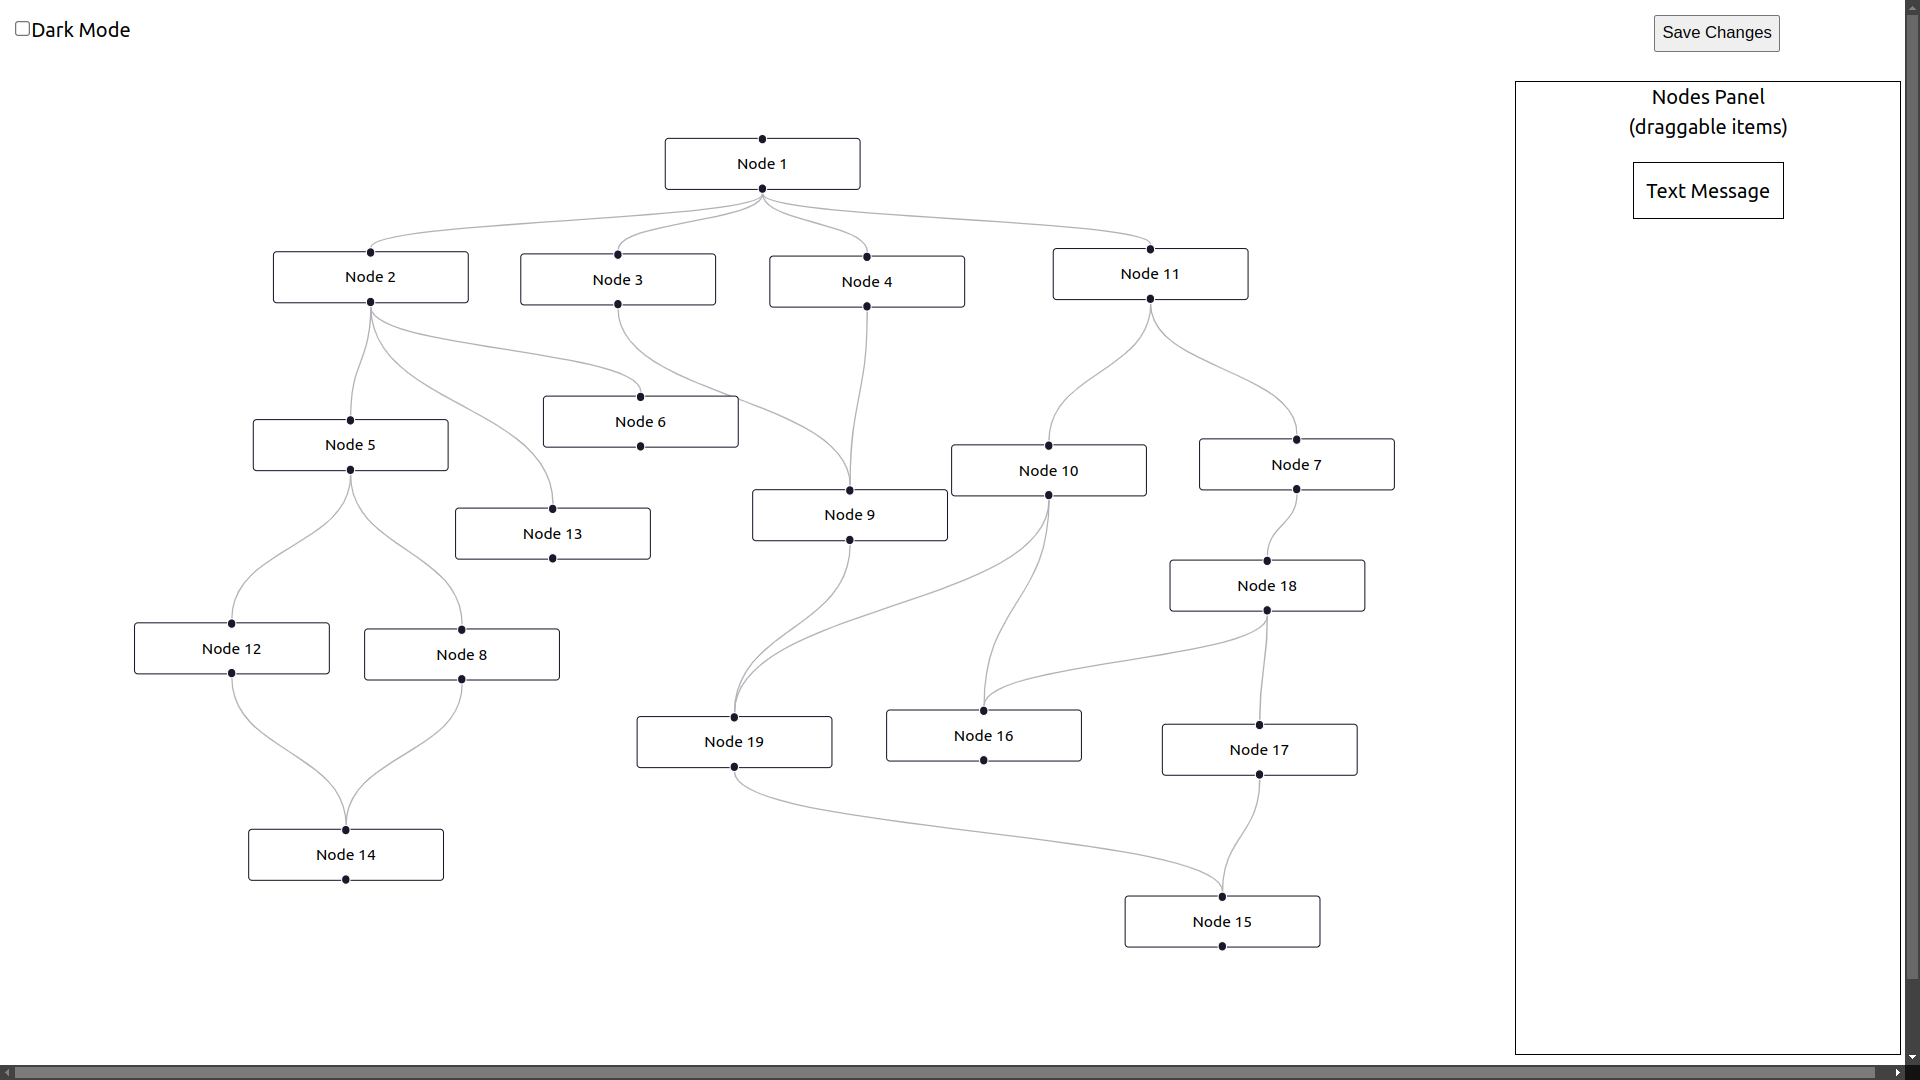 Dark Mode
Save Changes
Nodes Panel
(draggable items)
Text Message
Node 1
Node 2
Node 3
Node 4
Node 11
Node 6
Node 5
Node 10
Node 7
Node 9
Node 13
Node 18
Node 12
Node 8
Node 19
Node 16
Node 17
Node 14
Node 15